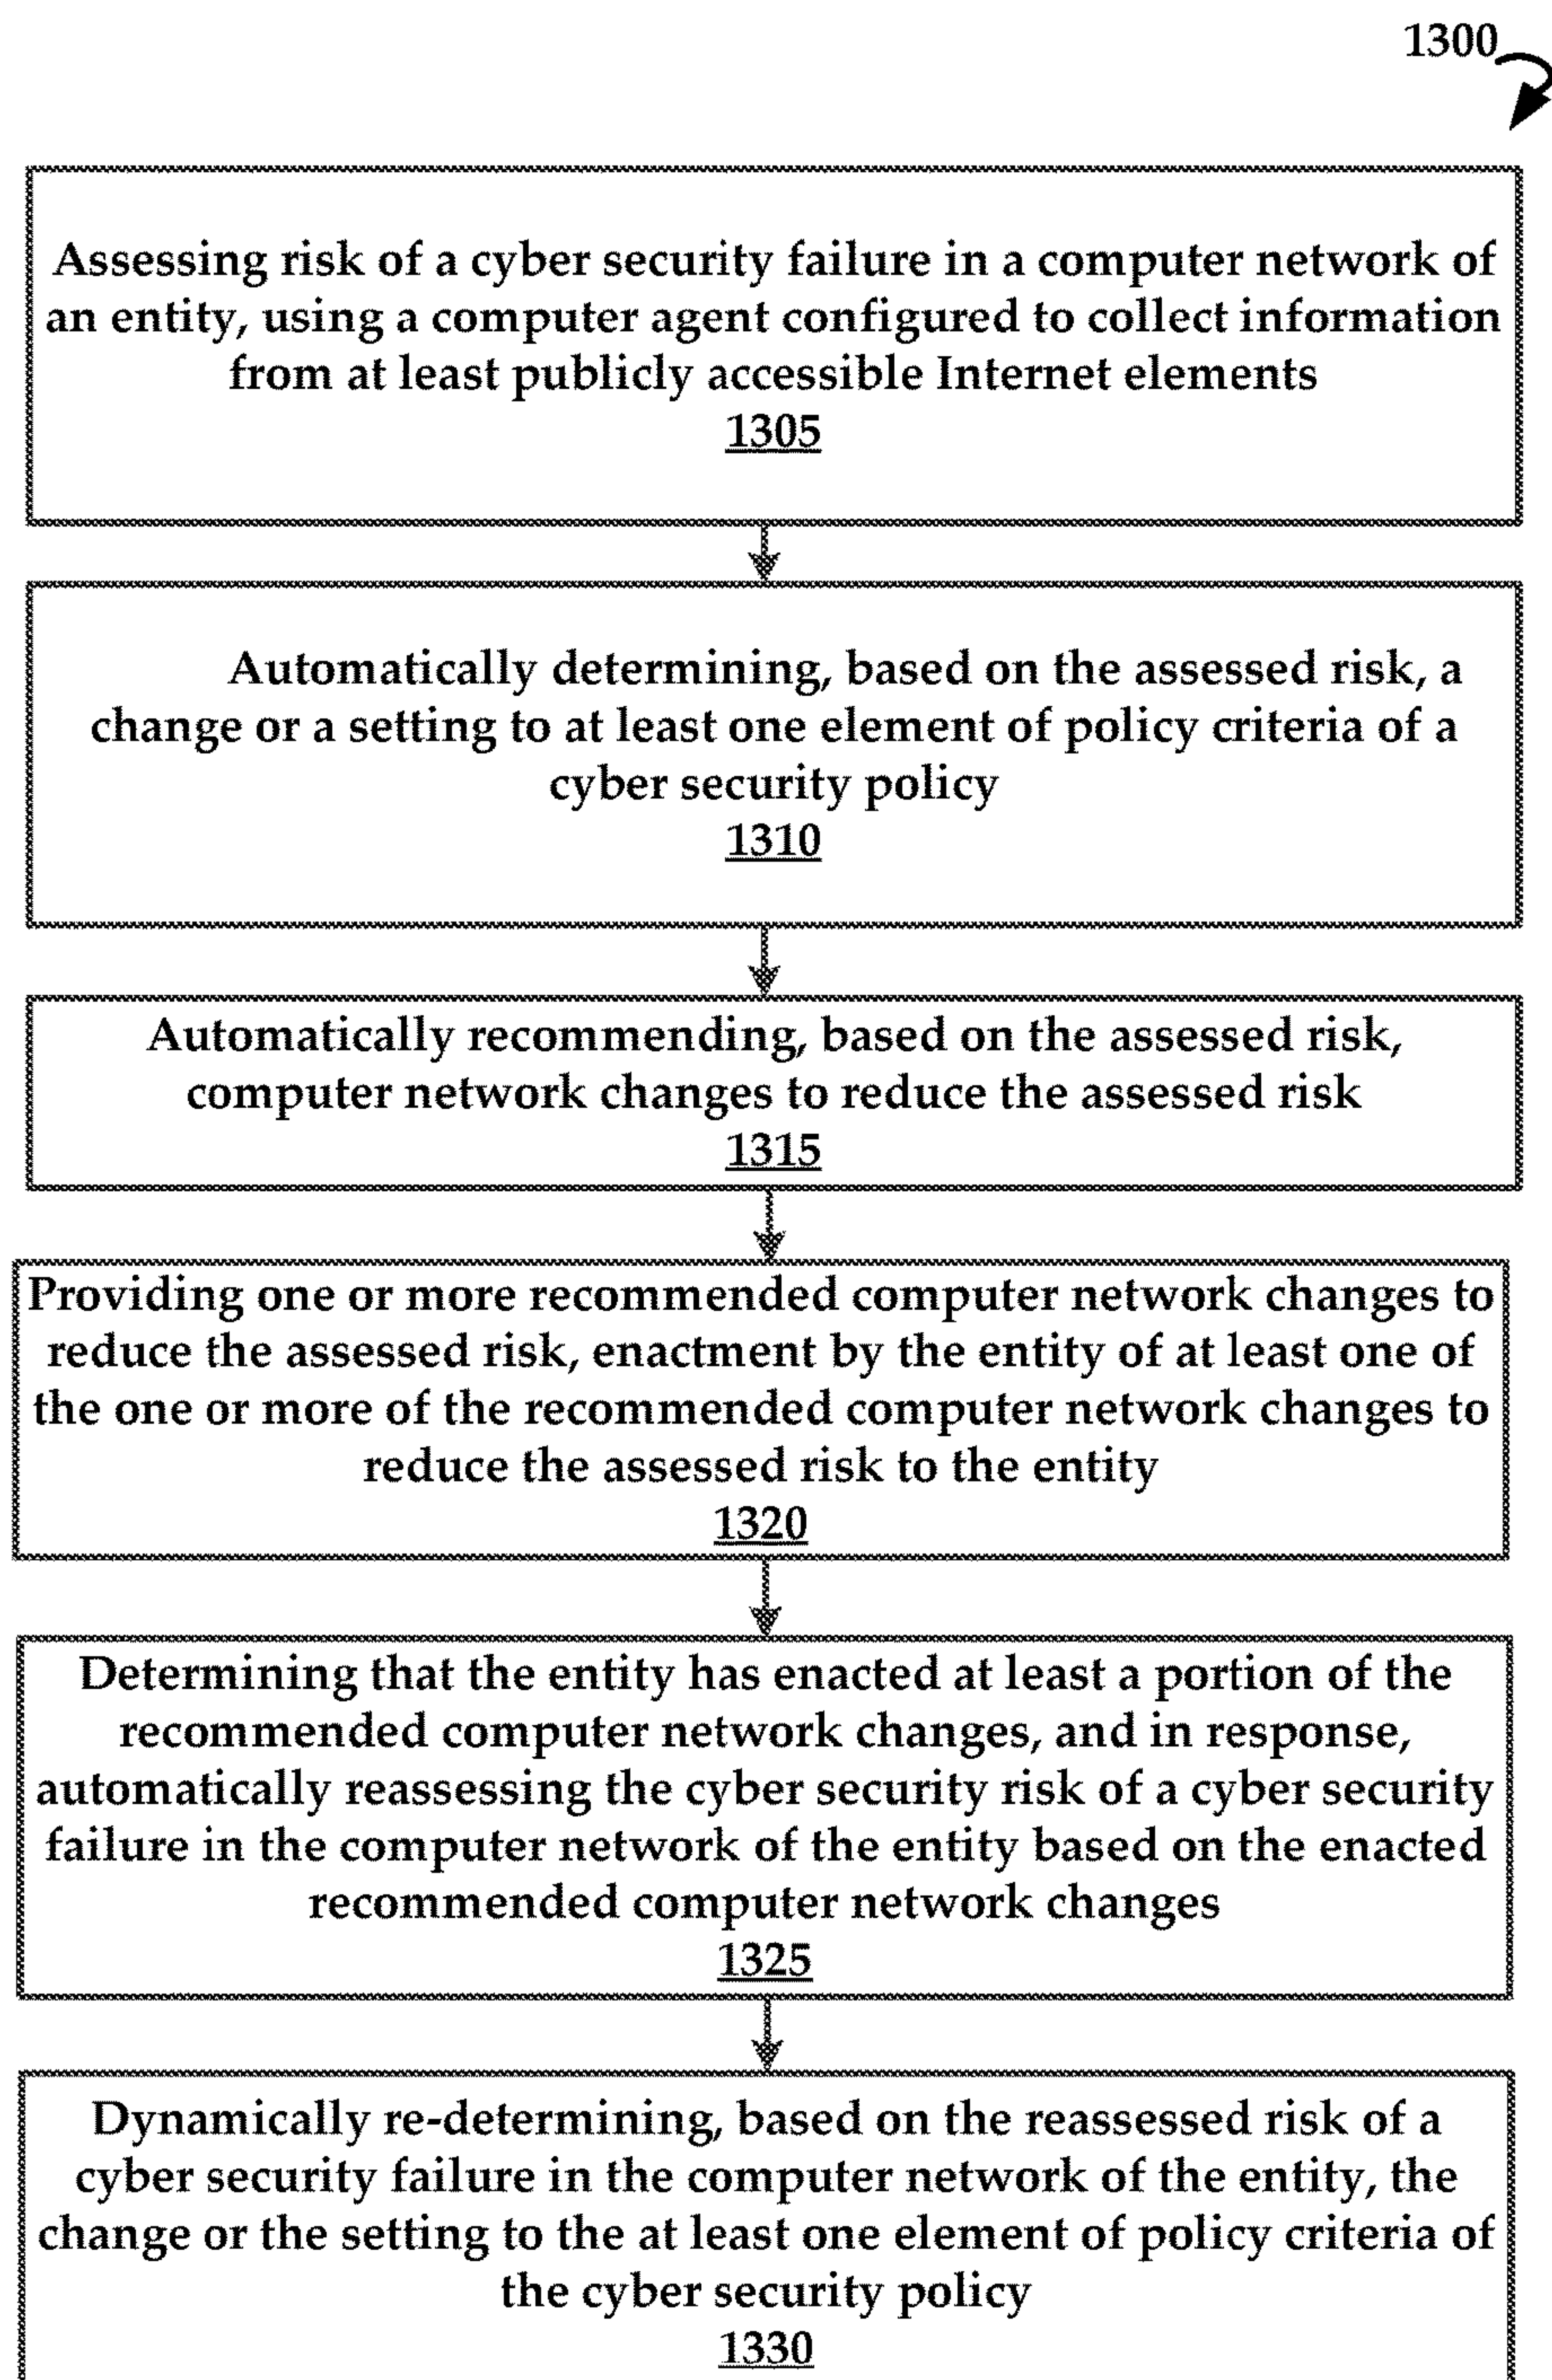 1300
Assessing risk of a cyber security failure in a computer network of
an entity, using a computer agent configured to collect information
from at least publicly accessible Internet elements
1305
Automatically determining, based on the assessed risk, a
change or a setting to at least one element of policy criteria of a
cyber security policy
1310
Automatically recommending, based on the assessed risk,
computer network changes to reduce the assessed risk
1315
Providing one or more recommended computer network changes to
reduce the assessed risk, enactment by the entity of at least one of
the one or more of the recommended computer network changes to
reduce the assessed risk to the entity
1320
Determining that the entity has enacted at least a portion of the
recommended computer network changes, and in response,
automatically reassessing the cyber security risk of a cyber security
failure in the computer network of the entity based on the enacted
recommended computer network changes
1325
Dynamically re-determining, based on the reassessed risk of a
cyber security failure in the computer network of the entity, the
change or the setting to the at least one element of policy criteria of
the cyber security policy
1330